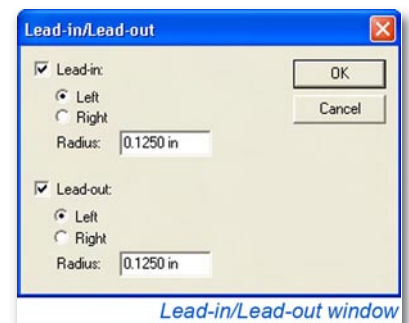 Lead-in/Lead-out
Lead-in:
OK
Left
Cancel
Right
Radius: 0.1250 in
Lead-out:
Left
Right
Radius: 0.1250 in
Lead-in/Lead-out window